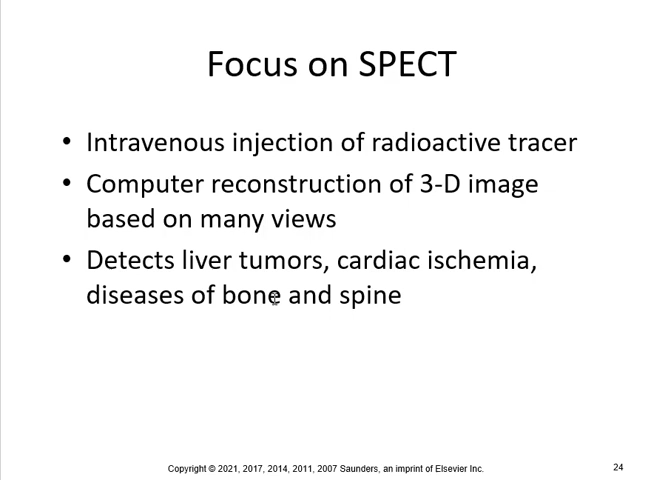 Focus on SPECT
• Intravenous injection of radioactive tracer
• Computer reconstruction of 3-D image
based on many views
• Detects liver tumors, cardiac ischemia,
diseases of bone and spine
Copyright © 2021, 2017, 2014, 2011, 2007 Saunders, an imprint of Elsevier Inc.
24